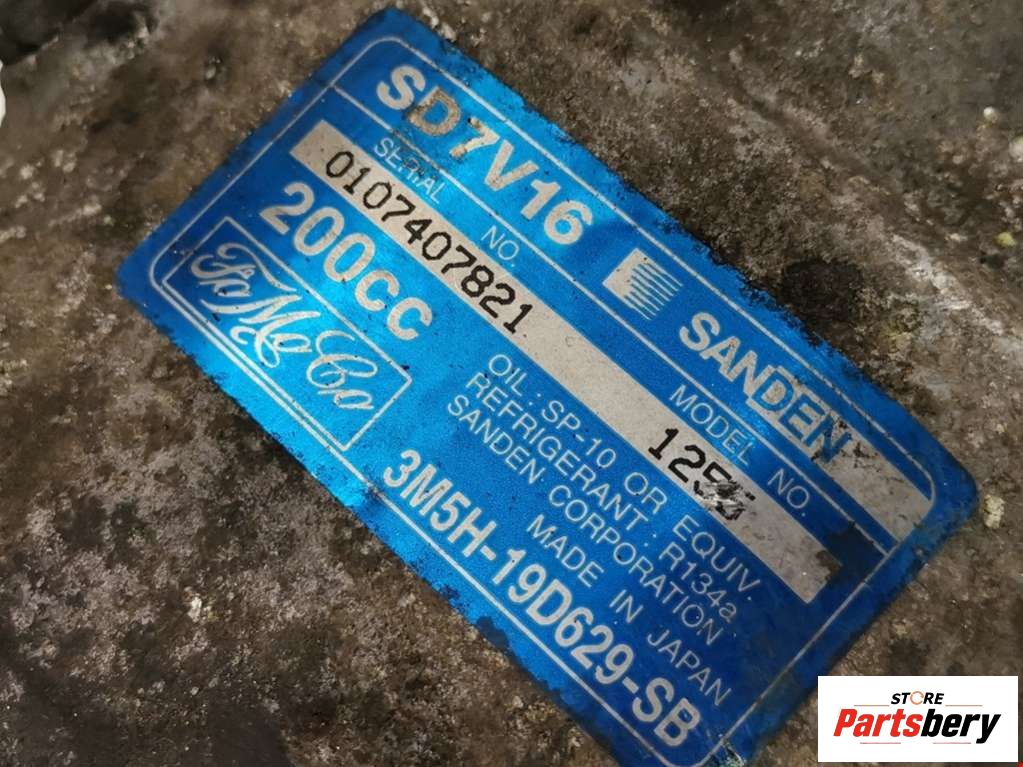 SD7V16 SANDEN
SERIAL NO. MODEL NO.
0107407821
200CC
OIL : SP-10 OR EQUIV.
REFRIGERANT : R134a
SANDEN CORPORATION
MADE IN JAPAN
FoMoCo
3M5H-19D629-SB
STORE
Partsbery